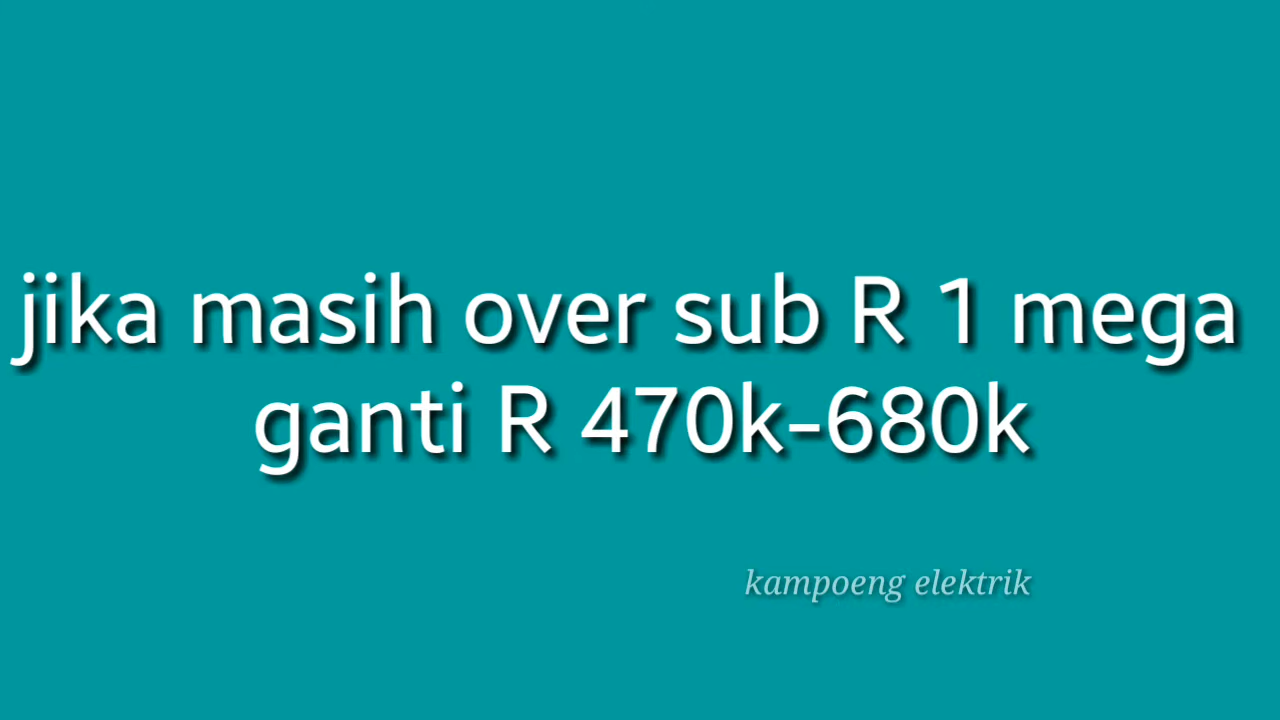 jika masih over sub R 1 mega
ganti R 470k-680k
kampoeng elektrik